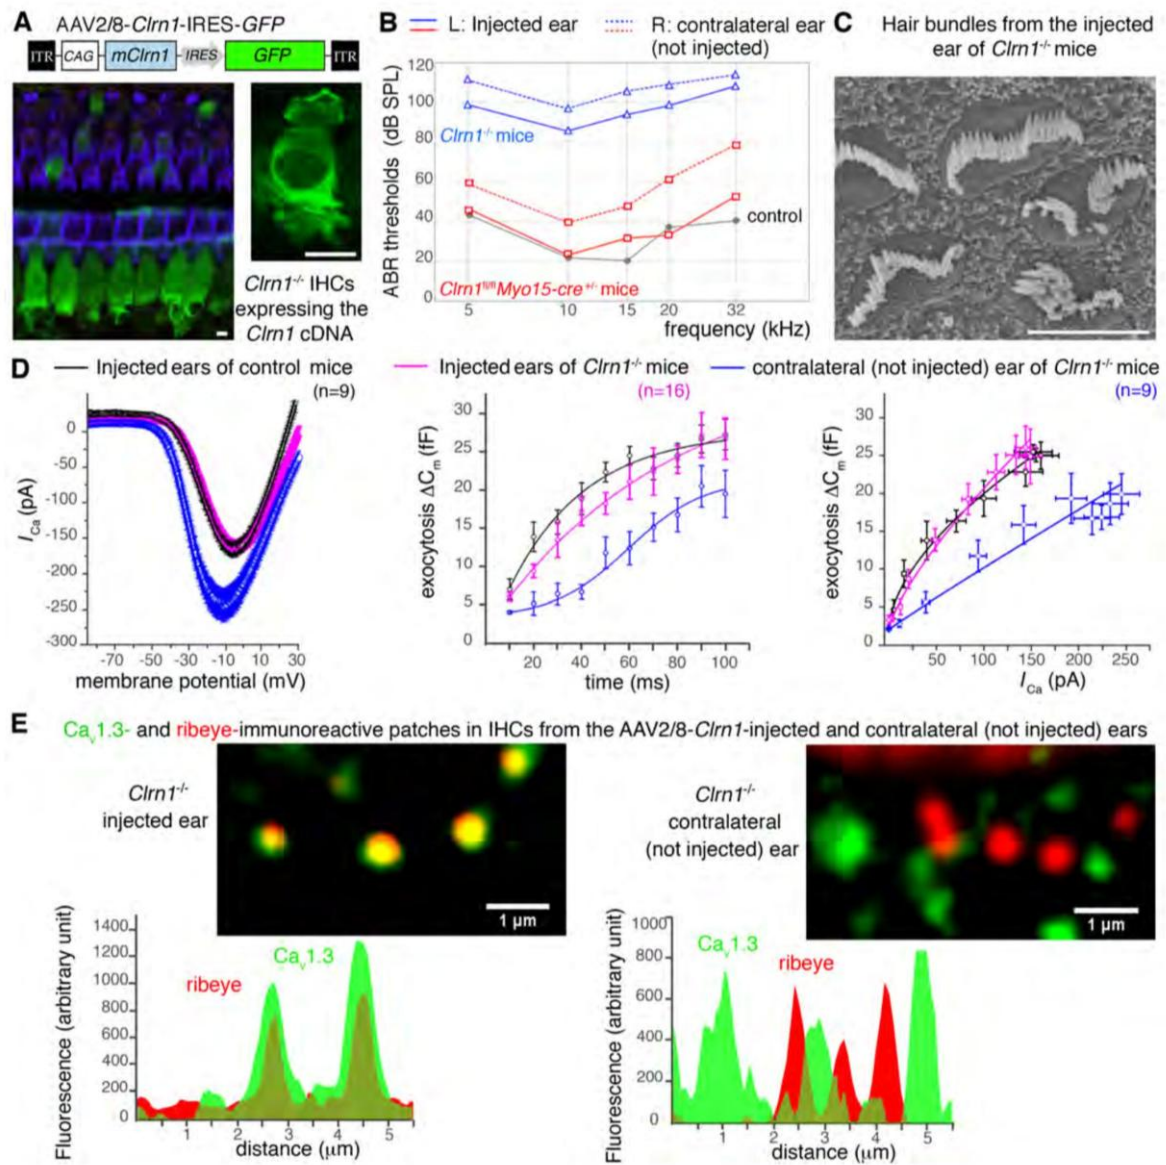 A AAV2/8-Clrn1-IRES-GFP
ITR CAG mClrn1 IRES GFP ITR
Clrn1-/- IHCs
expressing the
Clrn1 cDNA
B L: Injected ear R: contralateral ear
(not injected)
ABR thresholds (dB SPL)
120
100
80
60
40
20
0
Clrn1-/- mice
control
Clrn1fl/fl Myo15-cre+/- mice
5 10 15 20 32
frequency (kHz)
C Hair bundles from the injected
ear of Clrn1-/- mice
D Injected ears of control mice
(n=9)
Injected ears of Clrn1-/- mice
(n=16)
contralateral (not injected) ear of Clrn1-/- mice
(n=9)
ICa (pA)
0
-50
-100
-150
-200
-250
-300
-70 -50 -30 -10 10 30
membrane potential (mV)
exocytosis ΔCm (fF)
30
25
20
15
10
5
0
20 40 60 80 100
time (ms)
exocytosis ΔCm (fF)
30
25
20
15
10
5
0
50 100 150 200 250
ICa (pA)
E Cav1.3- and ribeye-immunoreactive patches in IHCs from the AAV2/8-Clrn1-injected and contralateral (not injected) ears
Clrn1-/-
injected ear
1 μm
Clrn1-/-
contralateral
(not injected) ear
1 μm
Fluorescence (arbitrary unit)
1400
1200
1000
800
600
400
200
0
ribeye
Cav1.3
1 2 3 4 5
distance (μm)
Fluorescence (arbitrary unit)
1000
800
600
400
200
0
Cav1.3
ribeye
1 2 3 4 5
distance (μm)